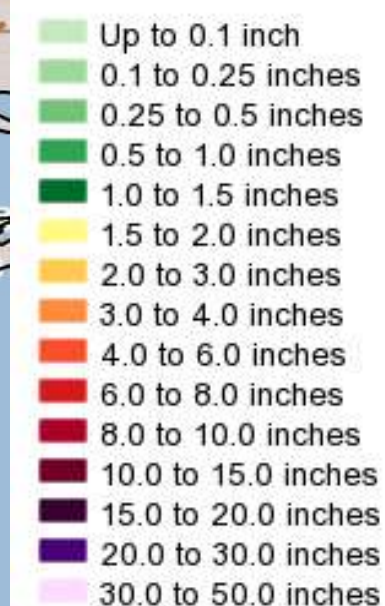 Up to 0.1 inch
0.1 to 0.25 inches
0.25 to 0.5 inches
0.5 to 1.0 inches
1.0 to 1.5 inches
1.5 to 2.0 inches
2.0 to 3.0 inches
3.0 to 4.0 inches
4.0 to 6.0 inches
6.0 to 8.0 inches
8.0 to 10.0 inches
10.0 to 15.0 inches
15.0 to 20.0 inches
20.0 to 30.0 inches
30.0 to 50.0 inches